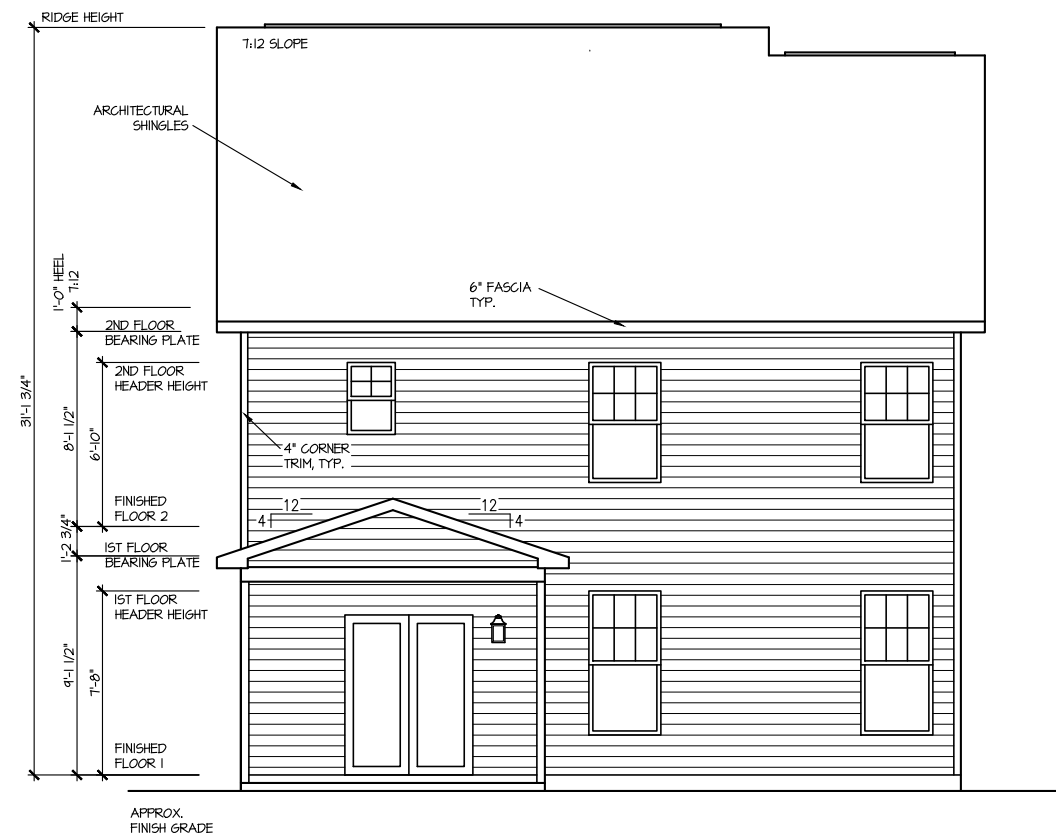 RIDGE HEIGHT
7:12 SLOPE
ARCHITECTURAL
SHINGLES
1'-0" HEEL
7:12
6" FASCIA
TYP.
2ND FLOOR
BEARING PLATE
2ND FLOOR
HEADER HEIGHT
31'-1 3/4"
8'-1 1/2"
6'-10"
4" CORNER
TRIM, TYP.
FINISHED
FLOOR 2
12
4
12
4
1'-2 3/4"
1ST FLOOR
BEARING PLATE
1ST FLOOR
HEADER HEIGHT
9'-1 1/2"
7'-8"
FINISHED
FLOOR 1
APPROX.
FINISH GRADE